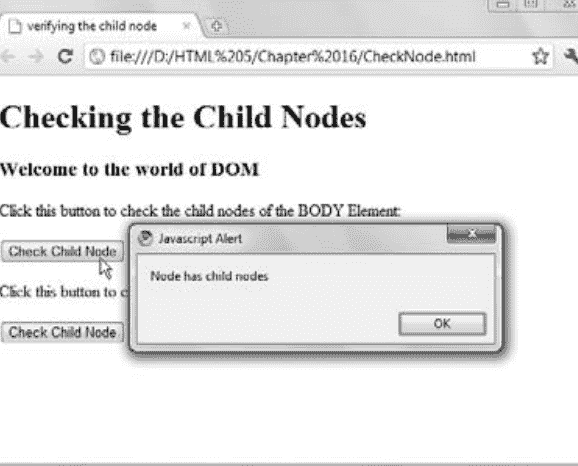 verifying the child node
file:///D:/HTML%205/Chapter%2016/CheckNode.html
Checking the Child Nodes
Welcome to the world of DOM
Click this button to check the child nodes of the BODY Element:
Check Child Node
Javascript Alert
Node has child nodes
OK
Click this button to c
Check Child Node